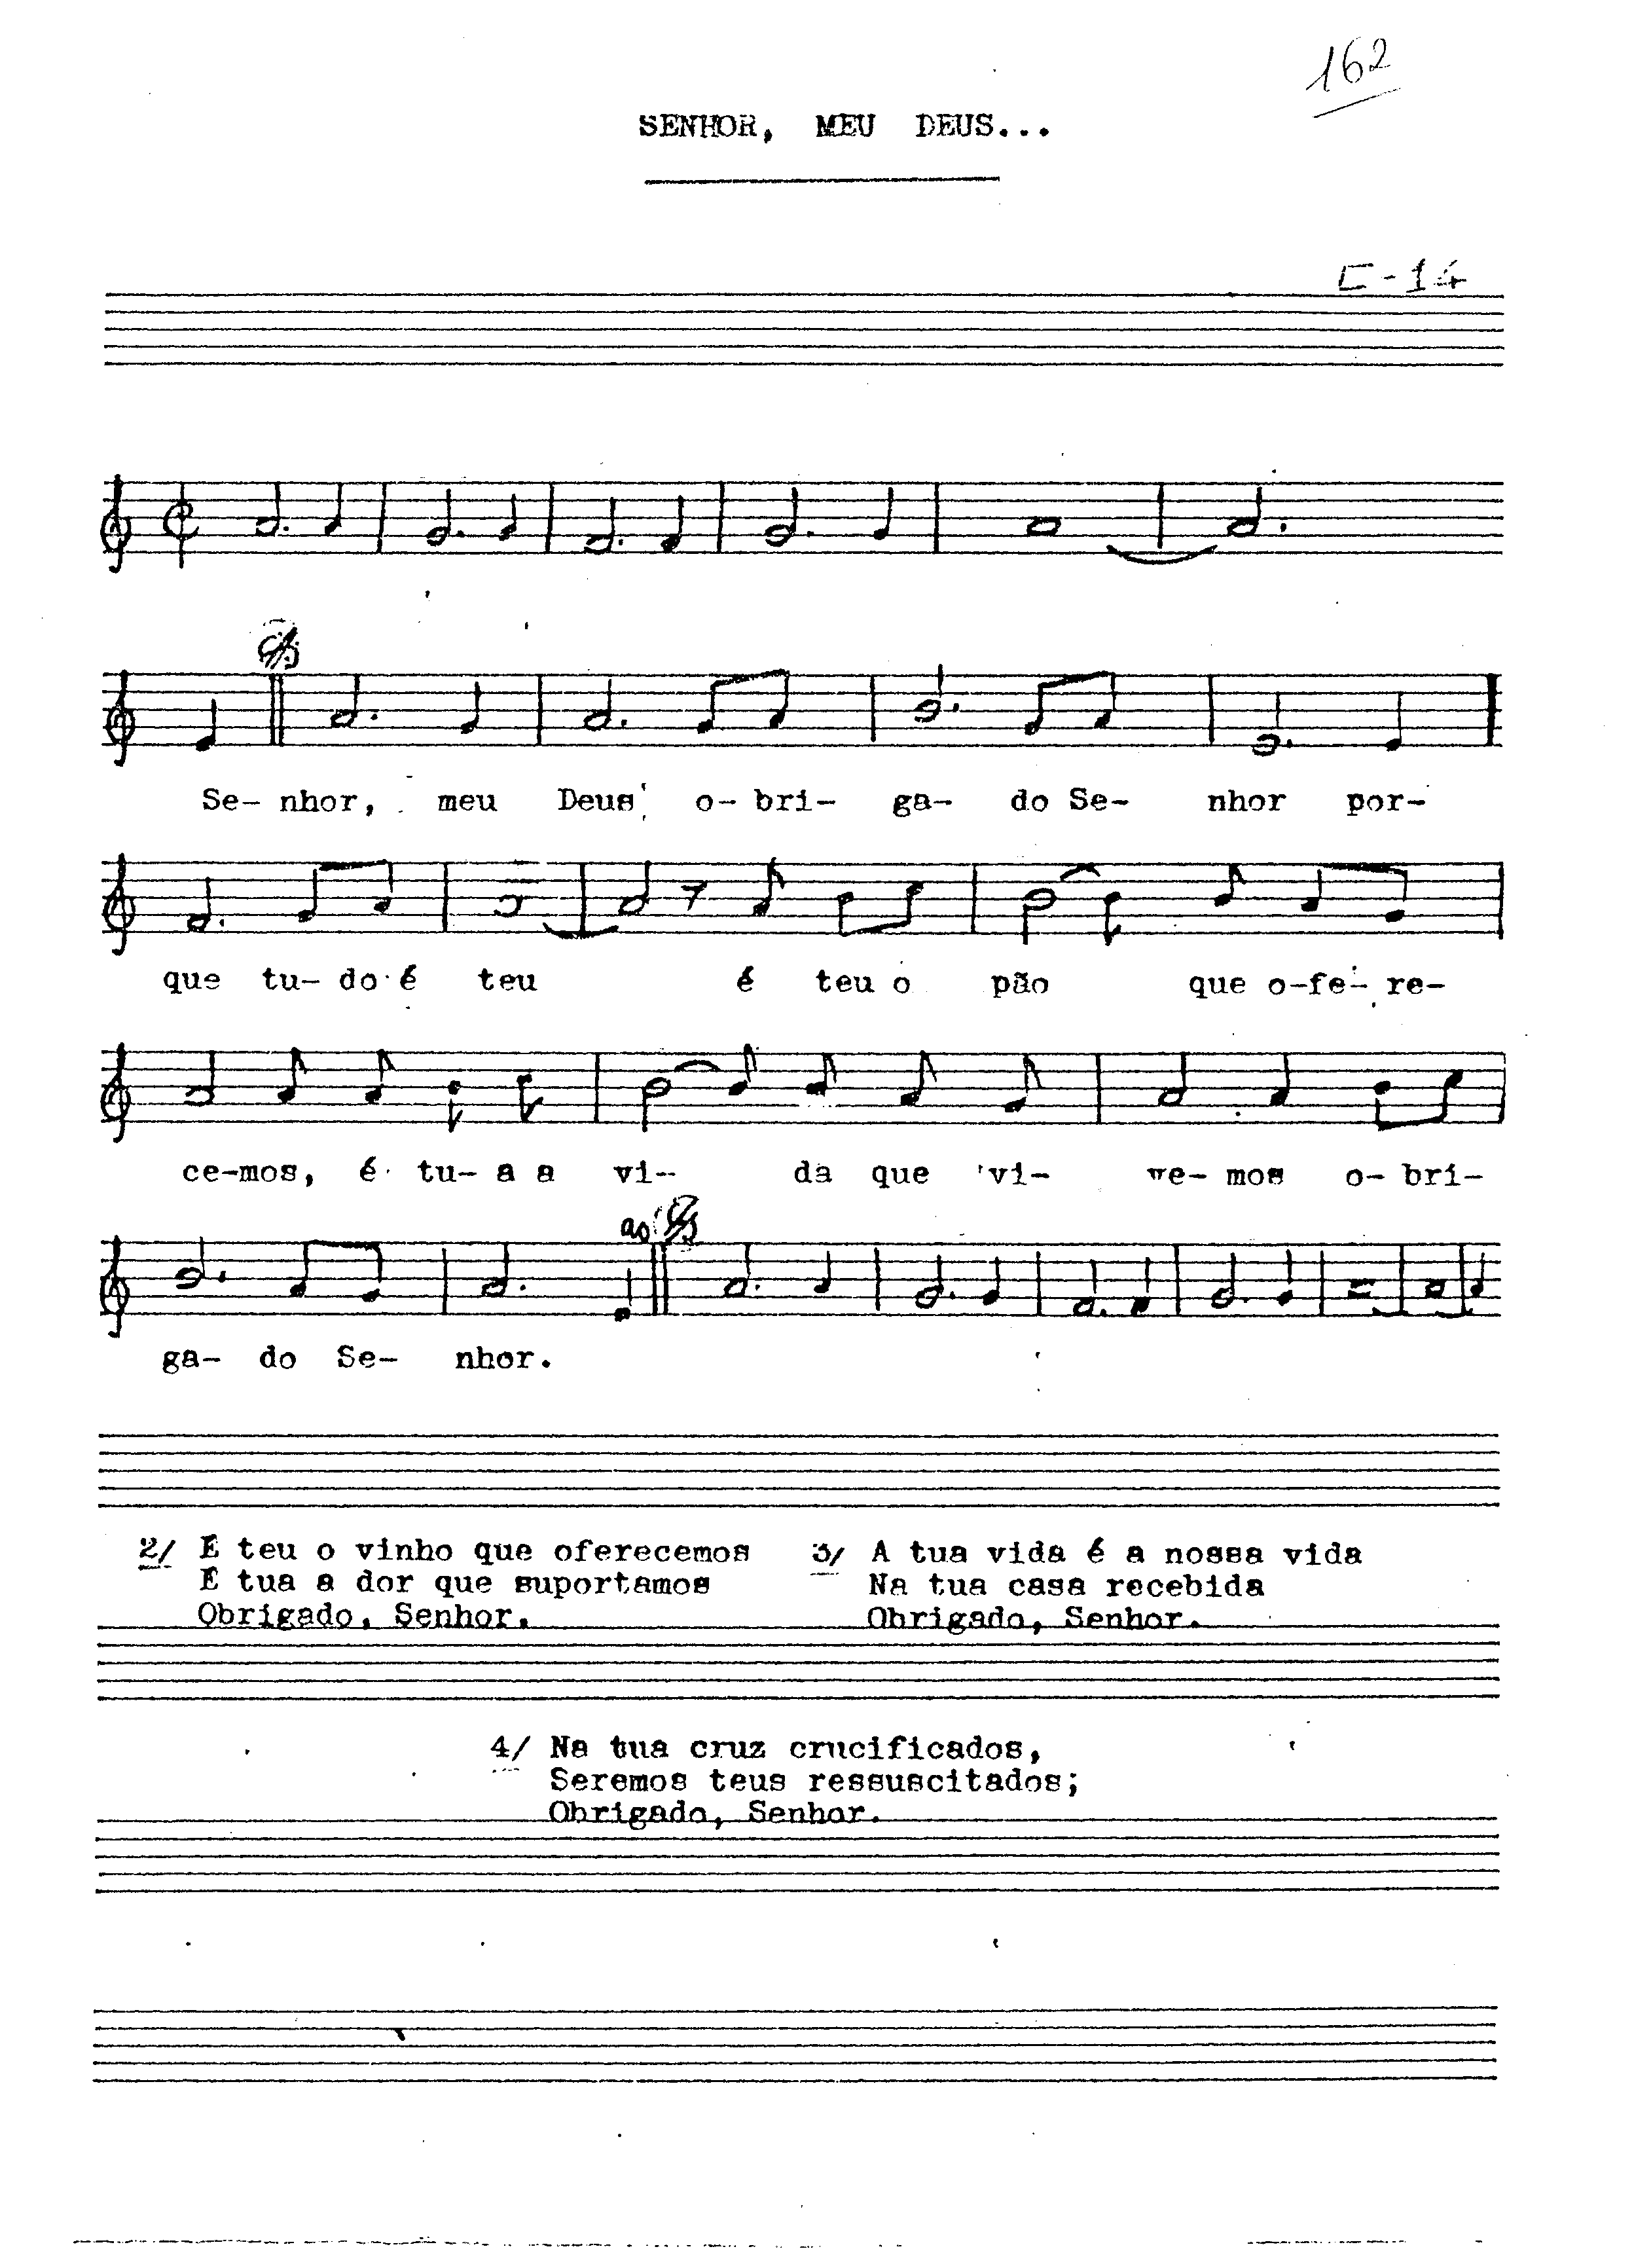 162
SENHOR, MEU DEUS...
E-14
Se- nhor, meu Deus o- bri- ga- do Se- nhor por-
que tu- do é teu é teu o pão que o-fe- re-
ce-mos, é tu- a a vi- da que vi- ve- mos o- bri-
ao
ga- do Se- nhor.
2/ E teu o vinho que oferecemos
E tua a dor que suportamos
Obrigado, Senhor.
3/ A tua vida é a nossa vida
Na tua casa recebida
Obrigado, Senhor.
4/ Na tua cruz crucificados,
Seremos teus ressuscitados;
Obrigado, Senhor.